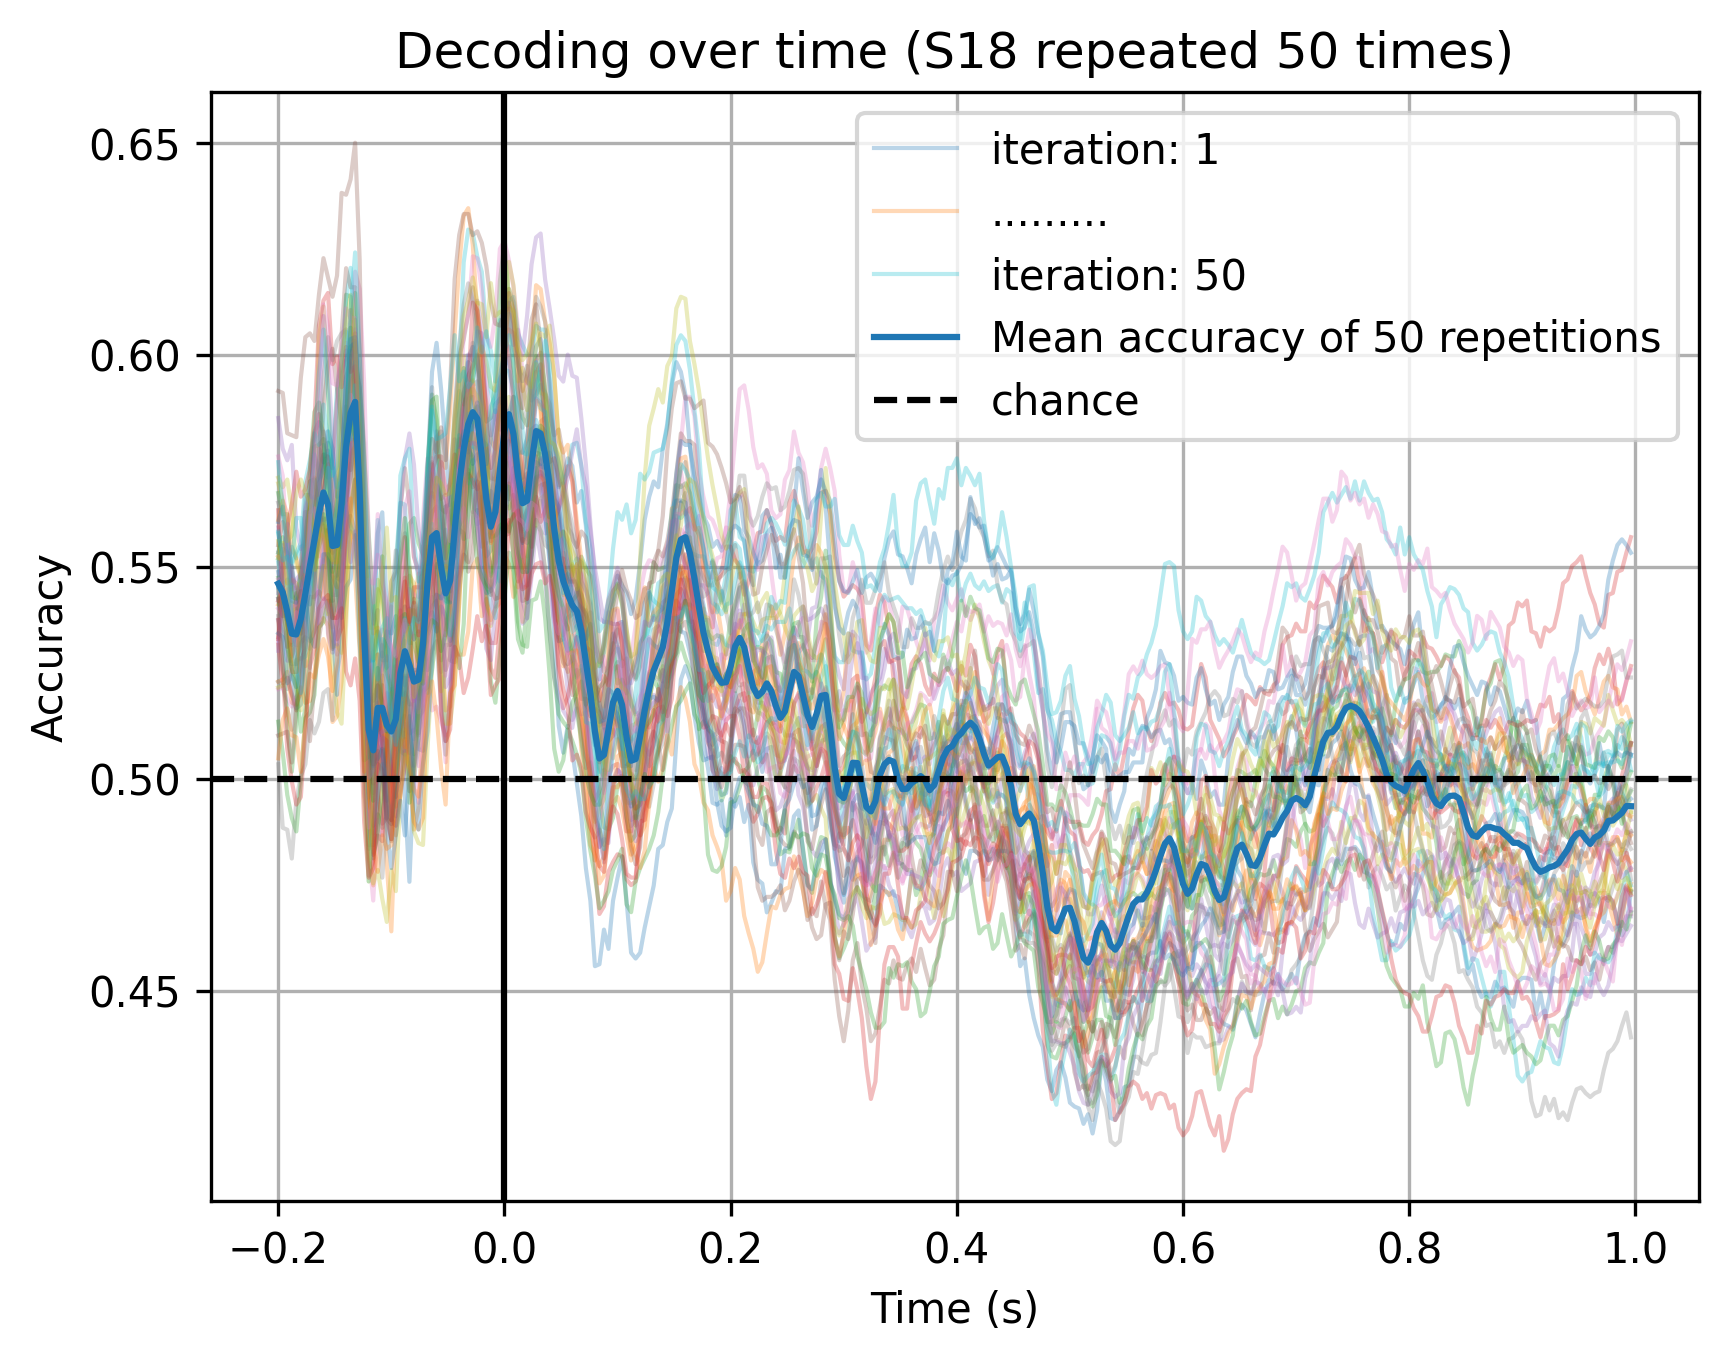 Decoding over time (S18 repeated 50 times)
iteration: 1
.........
iteration: 50
Mean accuracy of 50 repetitions
chance
Accuracy
0.65
0.60
0.55
0.50
0.45
−0.2 0.0 0.2 0.4 0.6 0.8 1.0
Time (s)